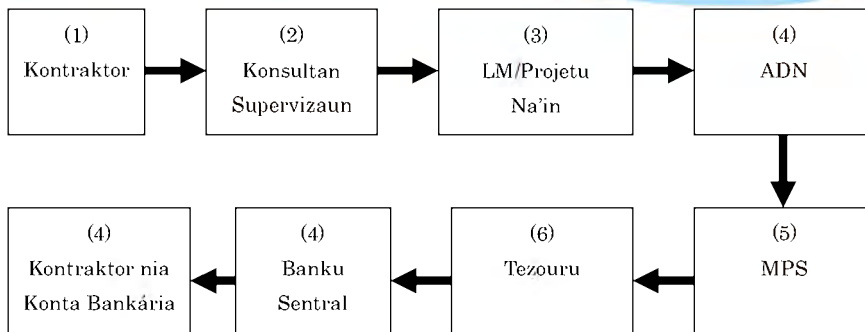 (1)
Kontraktor
(2)
Konsultan
Supervizaun
(3)
LM/Projetu
Na'in
(4)
ADN
(4)
Kontraktor nia
Konta Bankária
(4)
Banku
Sentral
(6)
Tezouru
(5)
MPS